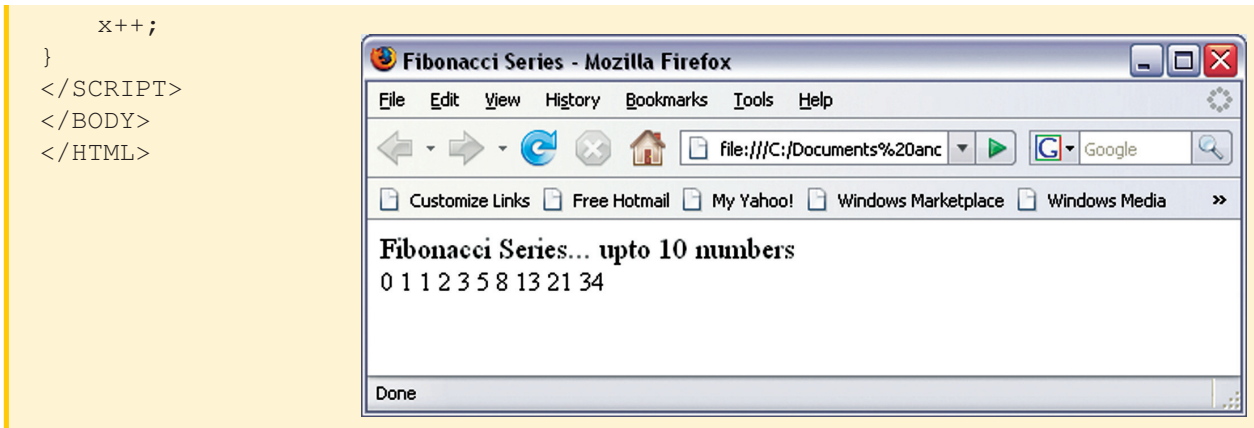 x++;
}
</SCRIPT>
</BODY>
</HTML>
Fibonacci Series - Mozilla Firefox
File Edit View History Bookmarks Tools Help
file:///C:/Documents%20anc G Google
Customize Links Free Hotmail My Yahoo! Windows Marketplace Windows Media »
Fibonacci Series... upto 10 numbers
0 1 1 2 3 5 8 13 21 34
Done